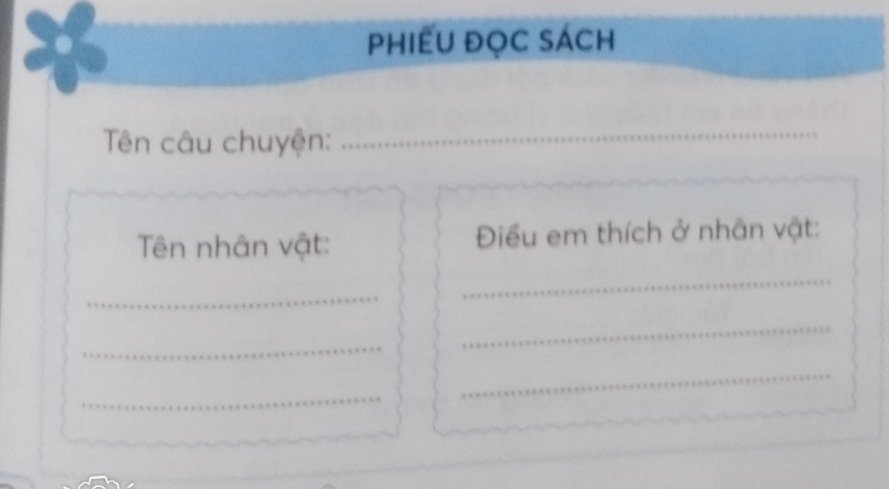 PHIẾU ĐỌC SÁCH
Tên câu chuyện:
Tên nhân vật:
Điều em thích ở nhân vật: